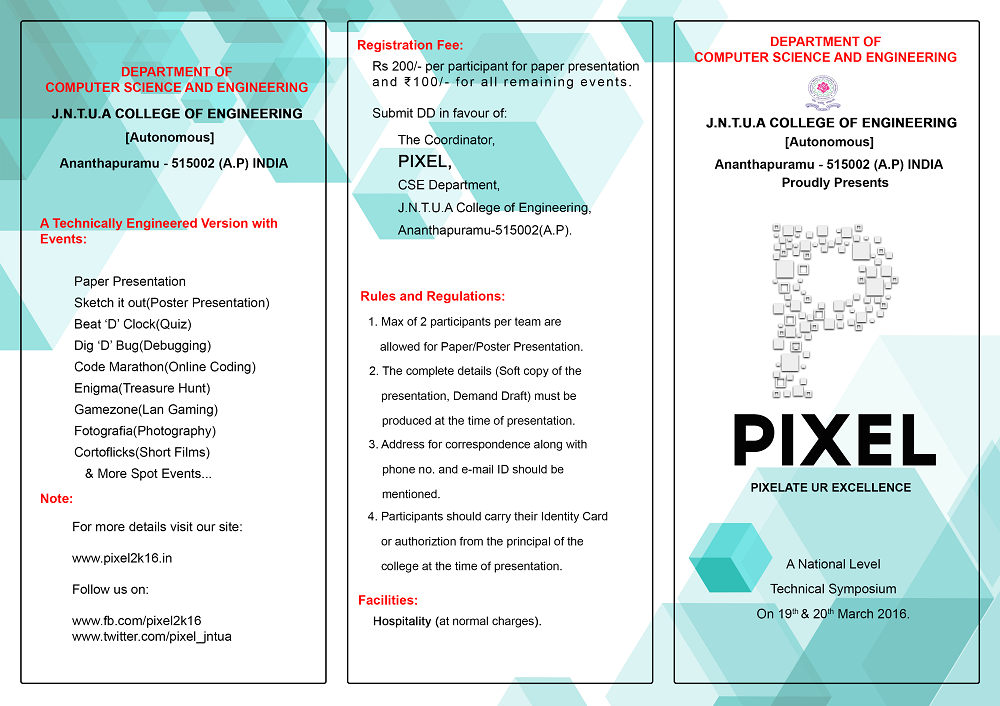 DEPARTMENT OF
COMPUTER SCIENCE AND ENGINEERING
J.N.T.U.A COLLEGE OF ENGINEERING
[Autonomous]
Ananthapuramu - 515002 (A.P) INDIA
A Technically Engineered Version with
Events:
Paper Presentation
Sketch it out(Poster Presentation)
Beat ‘D’ Clock(Quiz)
Dig ‘D’ Bug(Debugging)
Code Marathon(Online Coding)
Enigma(Treasure Hunt)
Gamezone(Lan Gaming)
Fotografia(Photography)
Cortoflicks(Short Films)
& More Spot Events...
Note:
For more details visit our site:
www.pixel2k16.in
Follow us on:
www.fb.com/pixel2k16
www.twitter.com/pixel_jntua
Registration Fee:
Rs 200/- per participant for paper presentation
and ₹100/- for all remaining events.
Submit DD in favour of:
The Coordinator,
PIXEL,
CSE Department,
J.N.T.U.A College of Engineering,
Ananthapuramu-515002(A.P).
Rules and Regulations:
1. Max of 2 participants per team are
allowed for Paper/Poster Presentation.
2. The complete details (Soft copy of the
presentation, Demand Draft) must be
produced at the time of presentation.
3. Address for correspondence along with
phone no. and e-mail ID should be
mentioned.
4. Participants should carry their Identity Card
or authoriztion from the principal of the
college at the time of presentation.
Facilities:
Hospitality (at normal charges).
DEPARTMENT OF
COMPUTER SCIENCE AND ENGINEERING
J.N.T.U.A COLLEGE OF ENGINEERING
[Autonomous]
Ananthapuramu - 515002 (A.P) INDIA
Proudly Presents
P
PIXEL
PIXELATE UR EXCELLENCE
A National Level
Technical Symposium
On 19th & 20th March 2016.